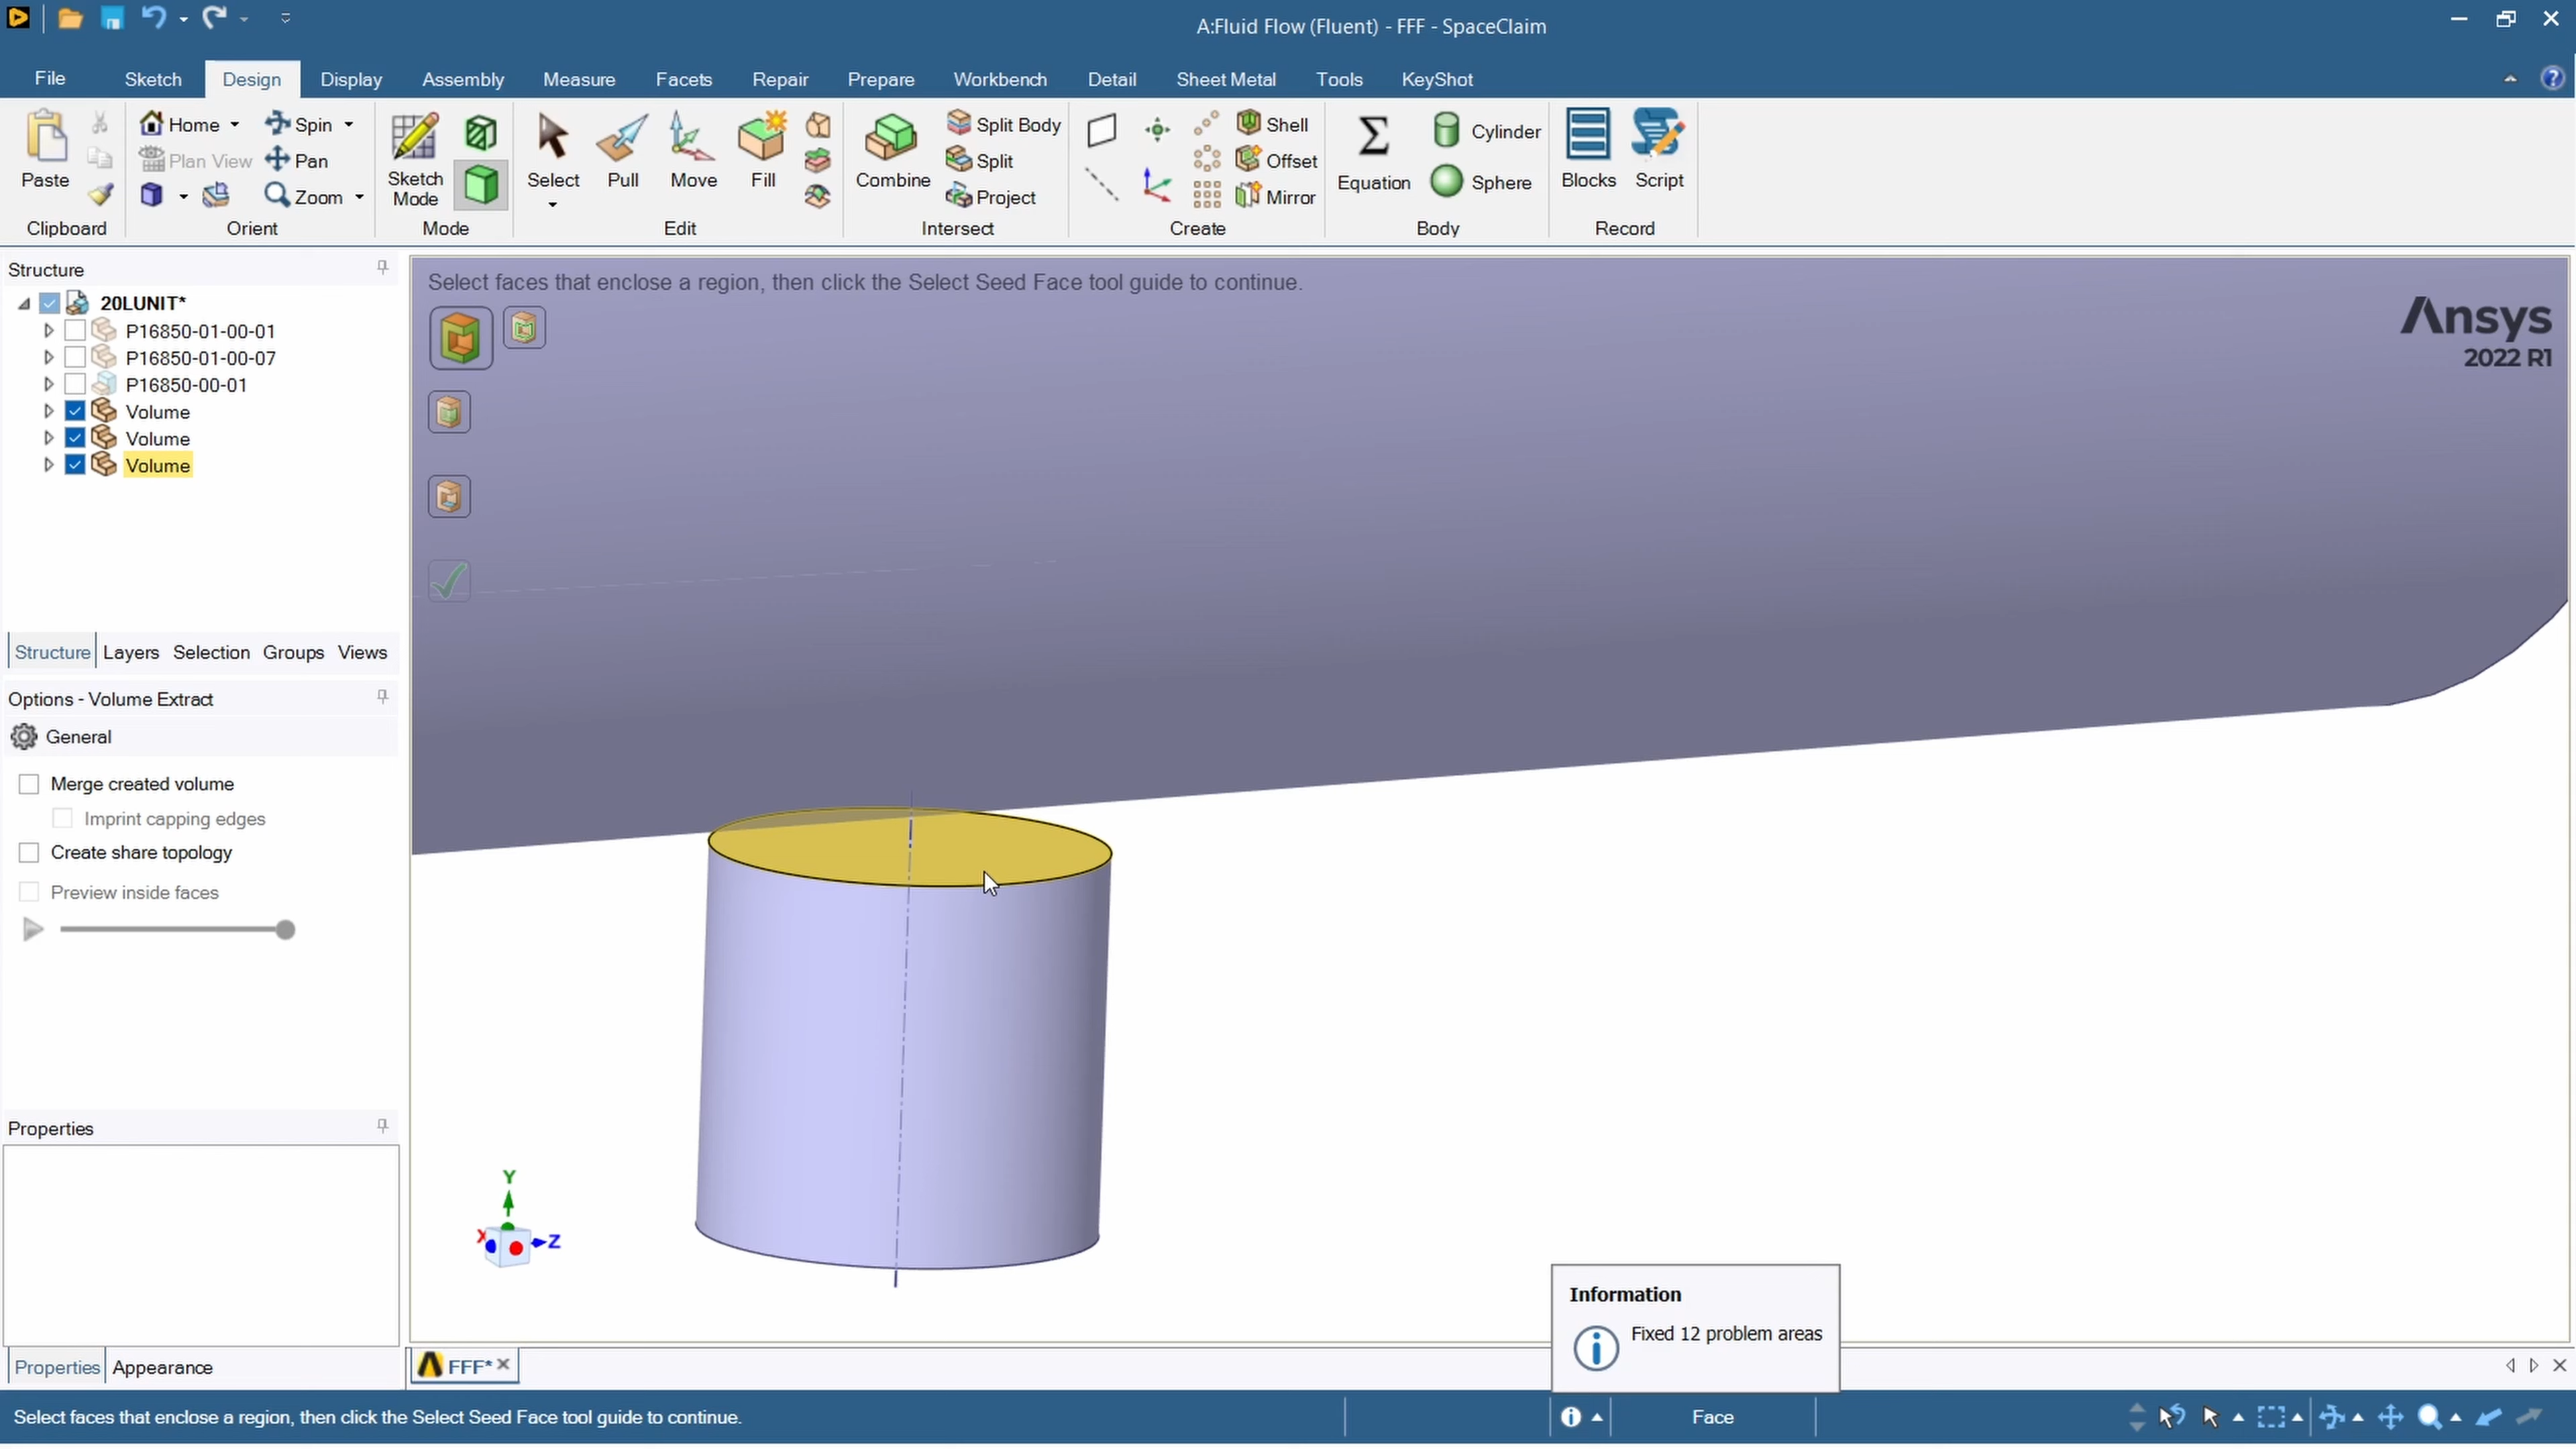 A:Fluid Flow (Fluent) - FFF - SpaceClaim
File Sketch Design Display Assembly Measure Facets Repair Prepare Workbench Detail Sheet Metal Tools KeyShot
Paste
Clipboard
Home Spin
Plan View Pan
Zoom
Orient
Sketch Mode
Mode
Select Pull Move Fill
Edit
Combine
Split Body
Split
Project
Intersect
Shell
Offset
Mirror
Create
Equation
Cylinder
Sphere
Body
Blocks Script
Record
Structure
20LUNIT*
P16850-01-00-01
P16850-01-00-07
P16850-00-01
Volume
Volume
Volume
Structure Layers Selection Groups Views
Options - Volume Extract
General
Merge created volume
Imprint capping edges
Create share topology
Preview inside faces
Properties
Properties Appearance
Select faces that enclose a region, then click the Select Seed Face tool guide to continue.
Ansys
2022 R1
Y
X
Z
Information
Fixed 12 problem areas
FFF*
Select faces that enclose a region, then click the Select Seed Face tool guide to continue.
Face